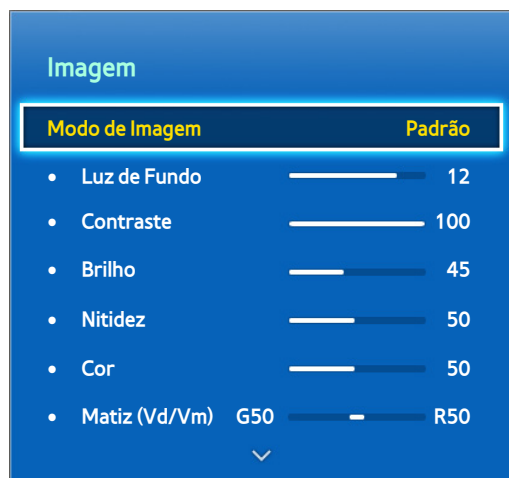 Imagem
Modo de Imagem Padrão
• Luz de Fundo 12
• Contraste 100
• Brilho 45
• Nitidez 50
• Cor 50
• Matiz (Vd/Vm) G50 R50